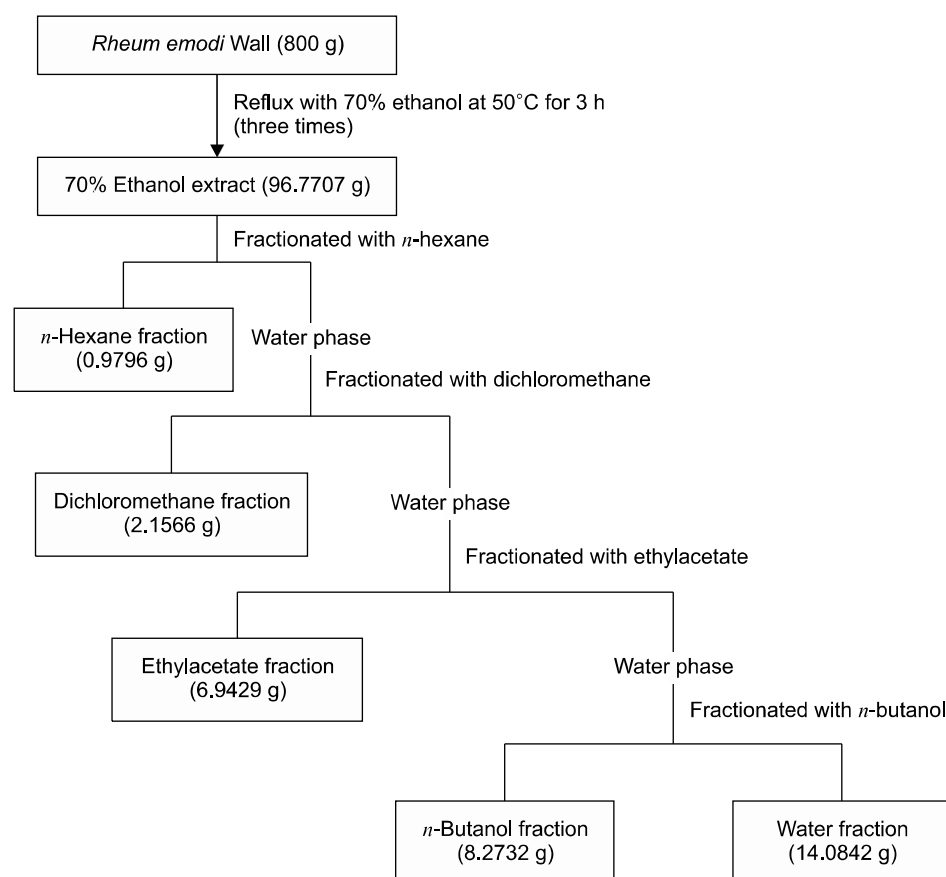 Rheum emodi Wall (800 g)
Reflux with 70% ethanol at 50°C for 3 h
(three times)
70% Ethanol extract (96.7707 g)
Fractionated with n-hexane
n-Hexane fraction
(0.9796 g)
Water phase
Fractionated with dichloromethane
Dichloromethane fraction
(2.1566 g)
Water phase
Fractionated with ethylacetate
Ethylacetate fraction
(6.9429 g)
Water phase
Fractionated with n-butanol
n-Butanol fraction
(8.2732 g)
Water fraction
(14.0842 g)